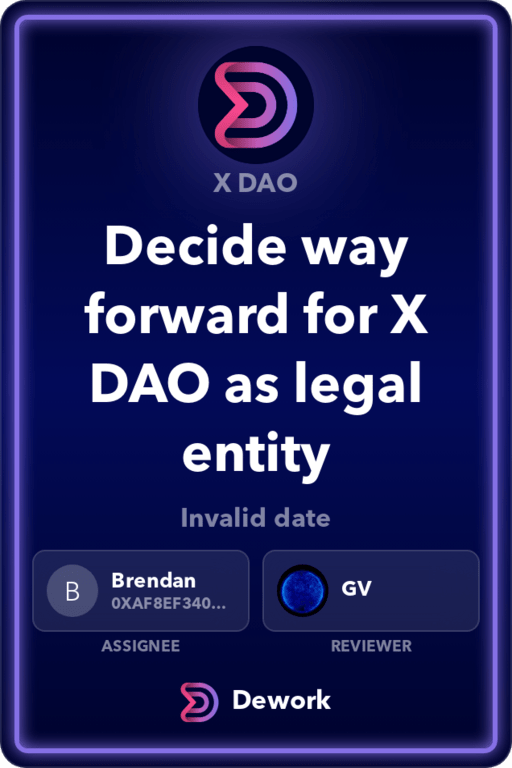 X DAO
Decide way
forward for X
DAO as legal
entity
Invalid date
B
Brendan
0XAF8EF340...
GV
ASSIGNEE
REVIEWER
Dework